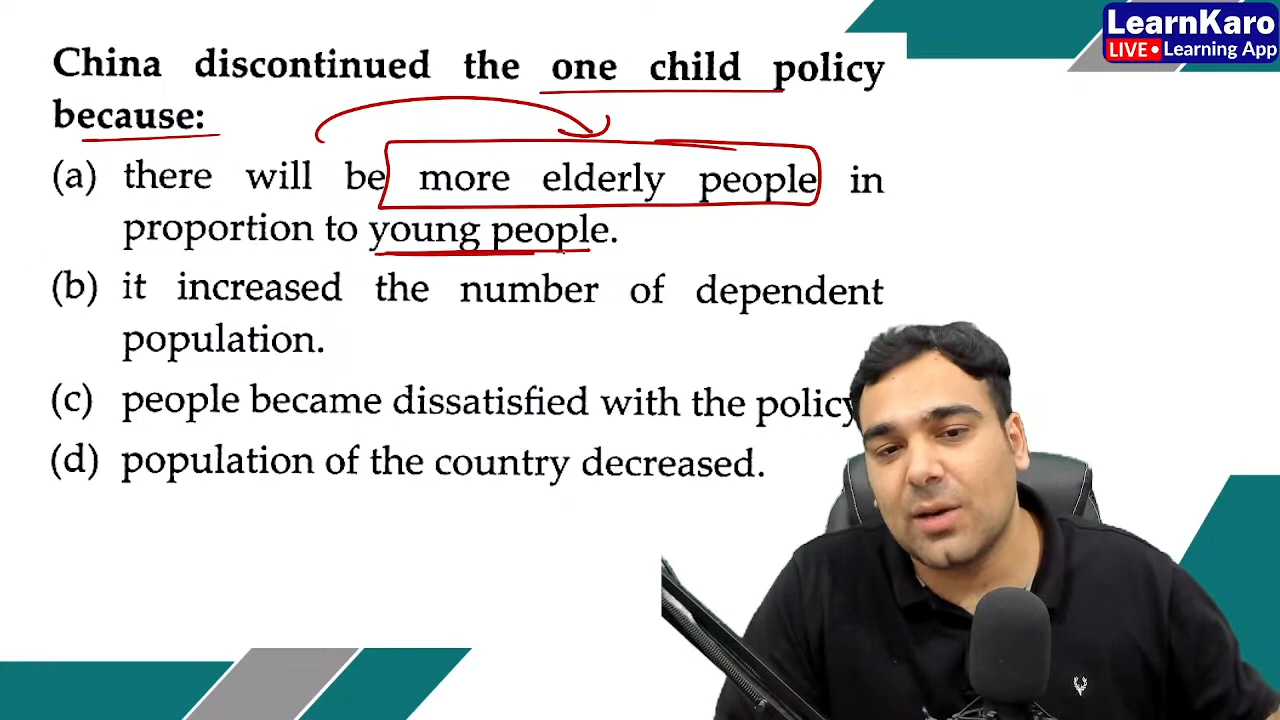 LearnKaro
LIVE • Learning App
China discontinued the one child policy
because:
(a) there will be more elderly people in
proportion to young people.
(b) it increased the number of dependent
population.
(c) people became dissatisfied with the policy
(d) population of the country decreased.